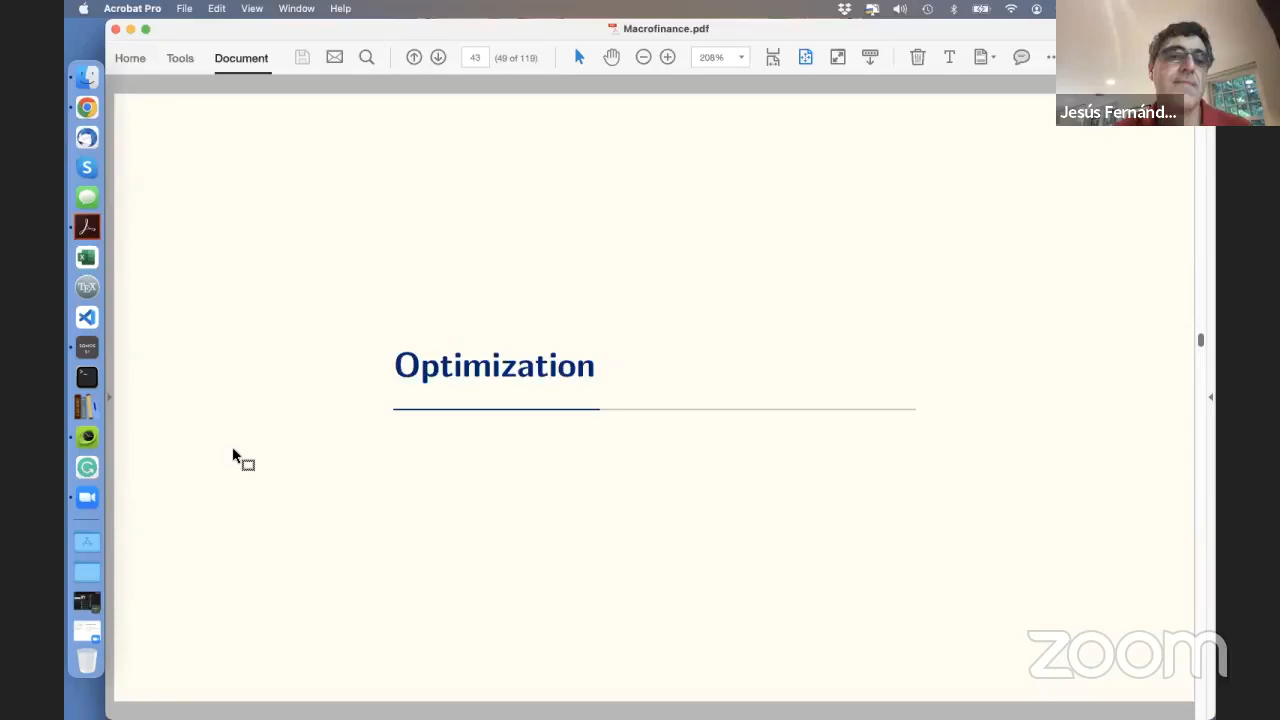 Acrobat Pro File Edit View Window Help
Macrofinance.pdf
Home Tools Document 43 (49 of 119) 208%
Jesús Fernánd...
S
TEX
Optimization
zoom